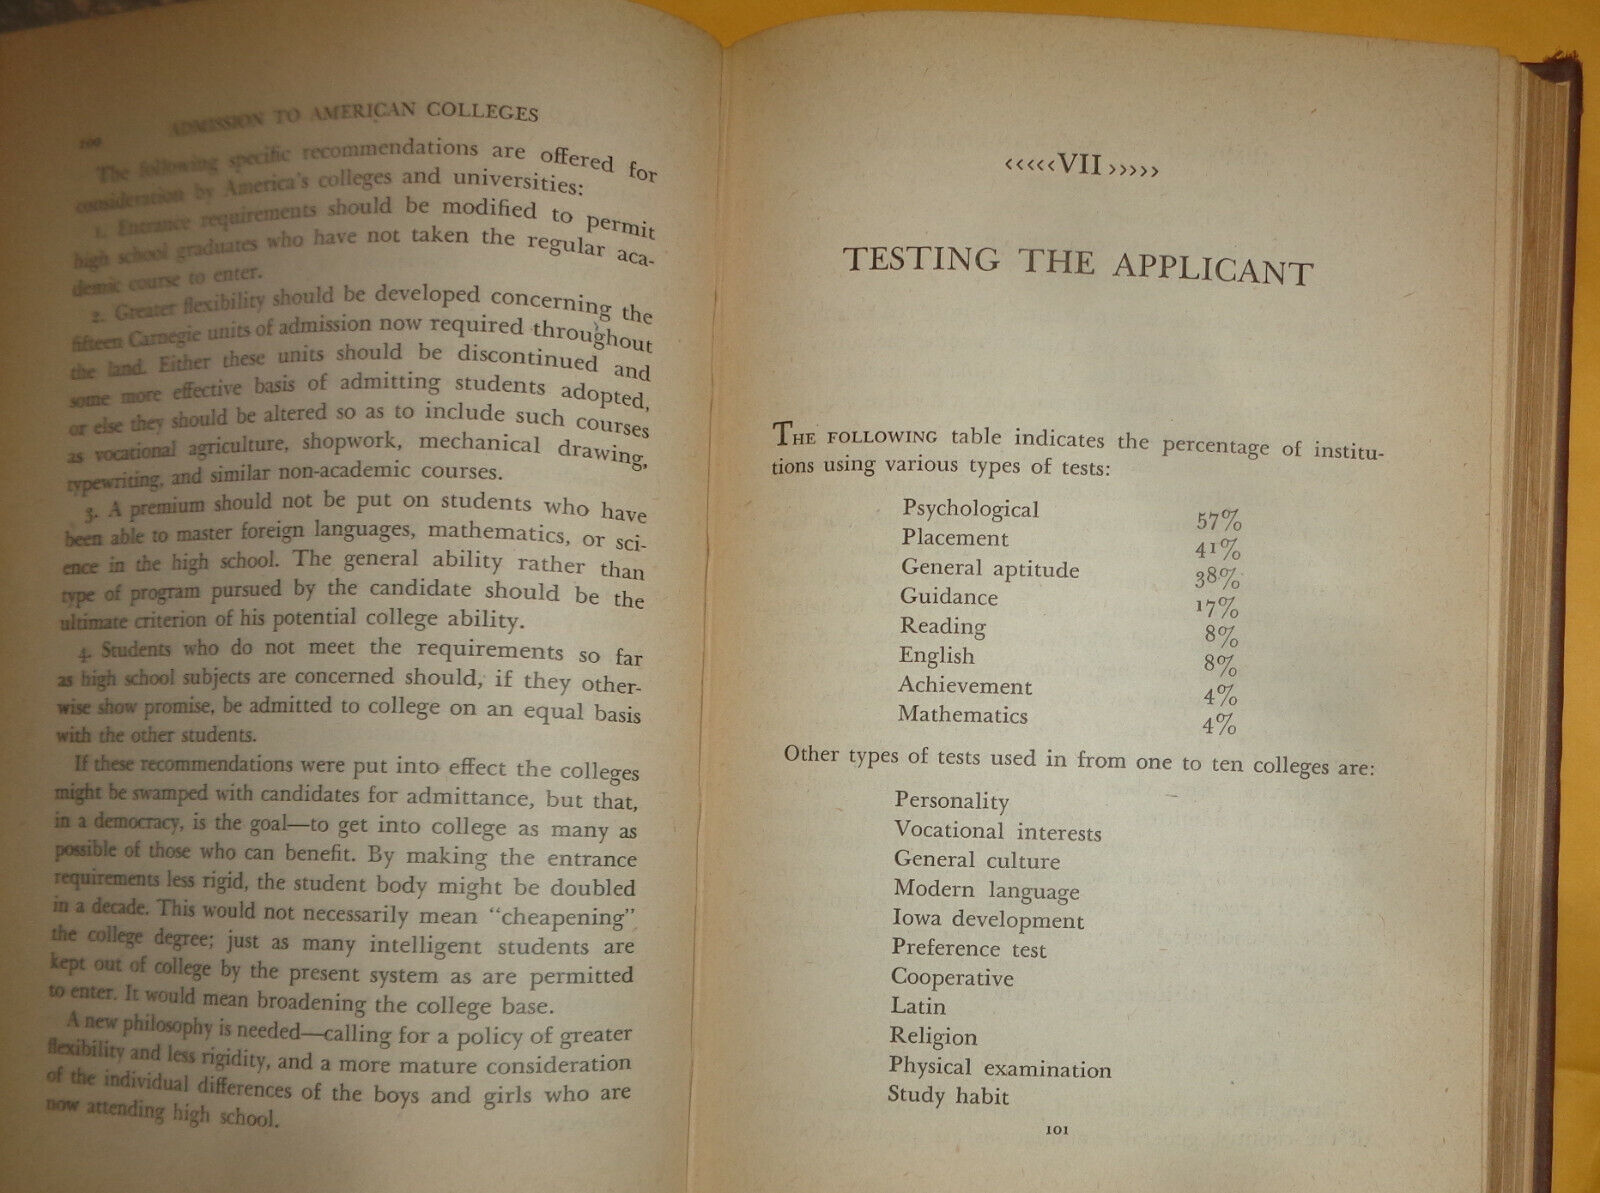 100 ADMISSION TO AMERICAN COLLEGES
The following specific recommendations are offered for
consideration by America's colleges and universities:
1. Entrance requirements should be modified to permit
high school graduates who have not taken the regular aca-
demic course to enter.
2. Greater flexibility should be developed concerning the
fifteen Carnegie units of admission now required throughout
the land. Either these units should be discontinued and
some more effective basis of admitting students adopted,
or else they should be altered so as to include such courses
as vocational agriculture, shopwork, mechanical drawing,
typewriting, and similar non-academic courses.
3. A premium should not be put on students who have
been able to master foreign languages, mathematics, or sci-
ence in the high school. The general ability rather than
type of program pursued by the candidate should be the
ultimate criterion of his potential college ability.
4. Students who do not meet the requirements so far
as high school subjects are concerned should, if they other-
wise show promise, be admitted to college on an equal basis
with the other students.
If these recommendations were put into effect the colleges
might be swamped with candidates for admittance, but that,
in a democracy, is the goal—to get into college as many as
possible of those who can benefit. By making the entrance
requirements less rigid, the student body might be doubled
in a decade. This would not necessarily mean "cheapening"
the college degree; just as many intelligent students are
kept out of college by the present system as are permitted
to enter. It would mean broadening the college base.
A new philosophy is needed—calling for a policy of greater
flexibility and less rigidity, and a more mature consideration
of the individual differences of the boys and girls who are
now attending high school.
‹‹‹‹‹VII›››››
TESTING THE APPLICANT
THE FOLLOWING table indicates the percentage of institu-
tions using various types of tests:
Psychological 57%
Placement 41%
General aptitude 38%
Guidance 17%
Reading 8%
English 8%
Achievement 4%
Mathematics 4%
Other types of tests used in from one to ten colleges are:
Personality
Vocational interests
General culture
Modern language
Iowa development
Preference test
Cooperative
Latin
Religion
Physical examination
Study habit
101